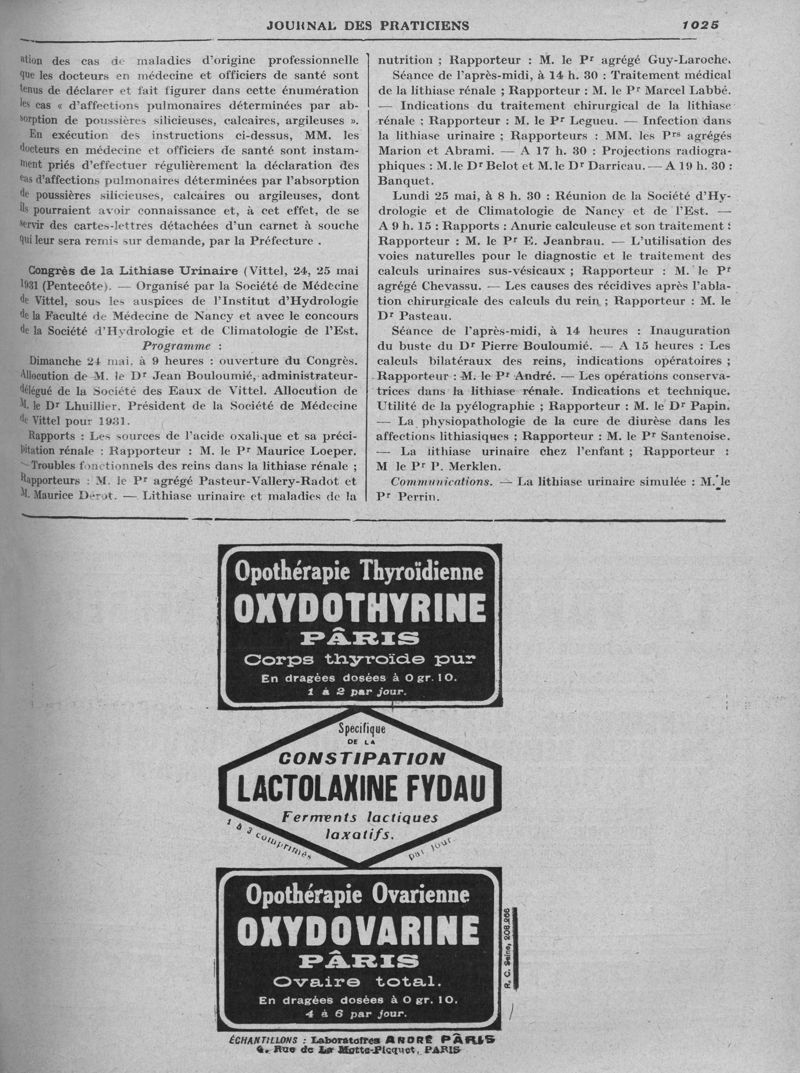 JOURNAL DES PRATICIENS
1025
ation des cas de maladies d'origine professionnelle
que les docteurs en médecine et officiers de santé sont
tenus de déclarer et fait figurer dans cette énumération
les cas « d'affections pulmonaires déterminées par ab-
sorption de poussières silicieuses, calcaires, argileuses ».
En exécution des instructions ci-dessus, MM. les
docteurs en médecine et officiers de santé sont instam-
ment priés d'effectuer régulièrement la déclaration des
cas d'affections pulmonaires déterminées par l'absorption
de poussières silicieuses, calcaires ou argileuses, dont
ils pourraient avoir connaissance et, à cet effet, de se
servir des cartes-lettres détachées d'un carnet à souche
qui leur sera remis sur demande, par la Préfecture .
Congrès de la Lithiase Urinaire (Vittel, 24, 25 mai
1931 (Pentecôte). — Organisé par la Société de Médecine
de Vittel, sous les auspices de l'Institut d'Hydrologie
de la Faculté de Médecine de Nancy et avec le concours
de la Société d'Hydrologie et de Climatologie de l'Est.
Programme :
Dimanche 24 mai. à 9 heures : ouverture du Congrès.
Allocution de M. le Dr Jean Bouloumié, administrateur-
délégué de la Société des Eaux de Vittel. Allocution de
M. le Dr Lhuillier. Président de la Société de Médecine
de Vittel pour 1931.
Rapports : Les sources de l'acide oxalique et sa préci-
pitation rénale : Rapporteur : M. le Pr Maurice Loeper.
— Troubles fonctionnels des reins dans la lithiase rénale ;
Rapporteurs : M. le Pr agrégé Pasteur-Vallery-Radot et
M. Maurice Dérot. — Lithiase urinaire et maladies de la
nutrition ; Rapporteur : M. le Pr agrégé Guy-Laroche.
Séance de l'après-midi, à 14 h. 30 : Traitement médical
de la lithiase rénale ; Rapporteur : M. le Pr Marcel Labbé.
— Indications du traitement chirurgical de la lithiase
rénale ; Rapporteur : M. le Pr Legueu. — Infection dans
la lithiase urinaire ; Rapporteurs : MM. les Prs agrégés
Marion et Abrami. — A 17 h. 30 : Projections radiogra-
phiques : M. le Dr Belot et M. le Dr Darricau. — A 19 h. 30 :
Banquet.
Lundi 25 mai, à 8 h. 30 : Réunion de la Société d'Hy-
drologie et de Climatologie de Nancy et de l'Est. —
A 9 h. 15 : Rapports : Anurie calculeuse et son traitement :
Rapporteur : M. le Pr E. Jeanbrau. — L'utilisation des
voies naturelles pour le diagnostic et le traitement des
calculs urinaires sus-vésicaux ; Rapporteur : M. le Pr
agrégé Chevassu. — Les causes des récidives après l'abla-
tion chirurgicale des calculs du rein ; Rapporteur : M. le
Dr Pasteau.
Séance de l'après-midi, à 14 heures : Inauguration
du buste du Dr Pierre Bouloumié. — A 15 heures : Les
calculs bilatéraux des reins, indications opératoires ;
Rapporteur : M. le Pr André. — Les opérations conserva-
trices dans la lithiase rénale. Indications et technique.
Utilité de la pyélographie ; Rapporteur : M. le Dr Papin.
— La physiopathologie de la cure de diurèse dans les
affections lithiasiques ; Rapporteur : M. le Pr Santenoise.
— La lithiase urinaire chez l'enfant ; Rapporteur :
M le Pr P. Merklen.
Communications. — La lithiase urinaire simulée : M. le
Pr Perrin.
Opothérapie Thyroïdienne
OXYDOTHYRINE
PÂRIS
Corps thyroïde pur
En dragées dosées à 0 gr. 10.
1 à 2 par jour.
Specifique
DE LA
CONSTIPATION
LACTOLAXINE FYDAU
Ferments lactiques
laxatifs.
1 à 3 comprimés
par jour
Opothérapie Ovarienne
OXYDOVARINE
PÂRIS
Ovaire total.
En dragées dosées à 0 gr. 10.
4 à 6 par jour.
R. C. Seine, 208.266
ÉCHANTILLONS : Laboratoires ANDRÉ PÂRIS
4. Rue de La Motte-Picquet, PARIS